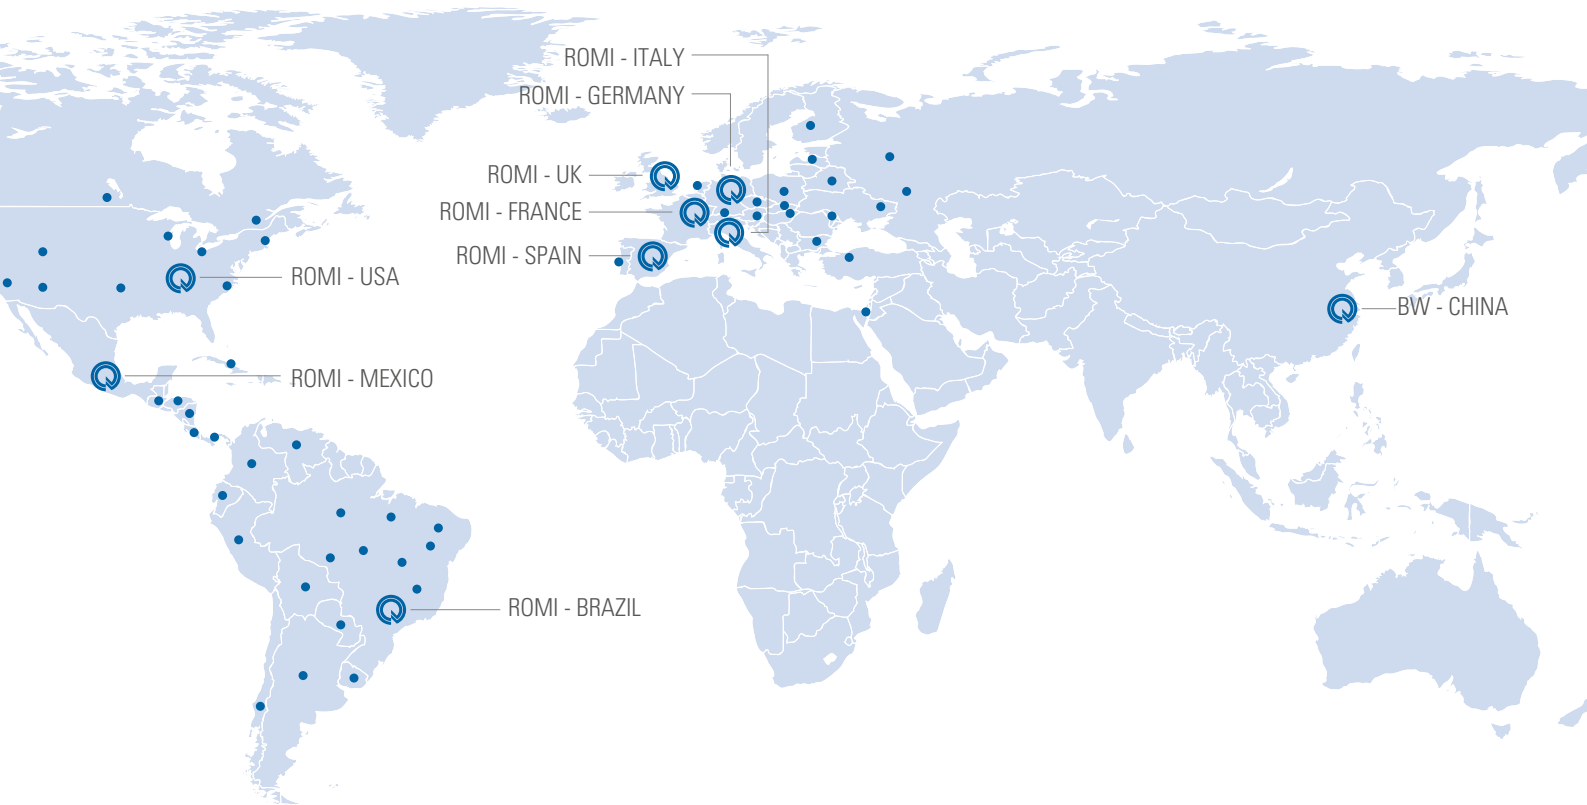 ROMI - ITALY
ROMI - GERMANY
ROMI - UK
ROMI - FRANCE
ROMI - SPAIN
ROMI - USA
BW - CHINA
ROMI - MEXICO
ROMI - BRAZIL